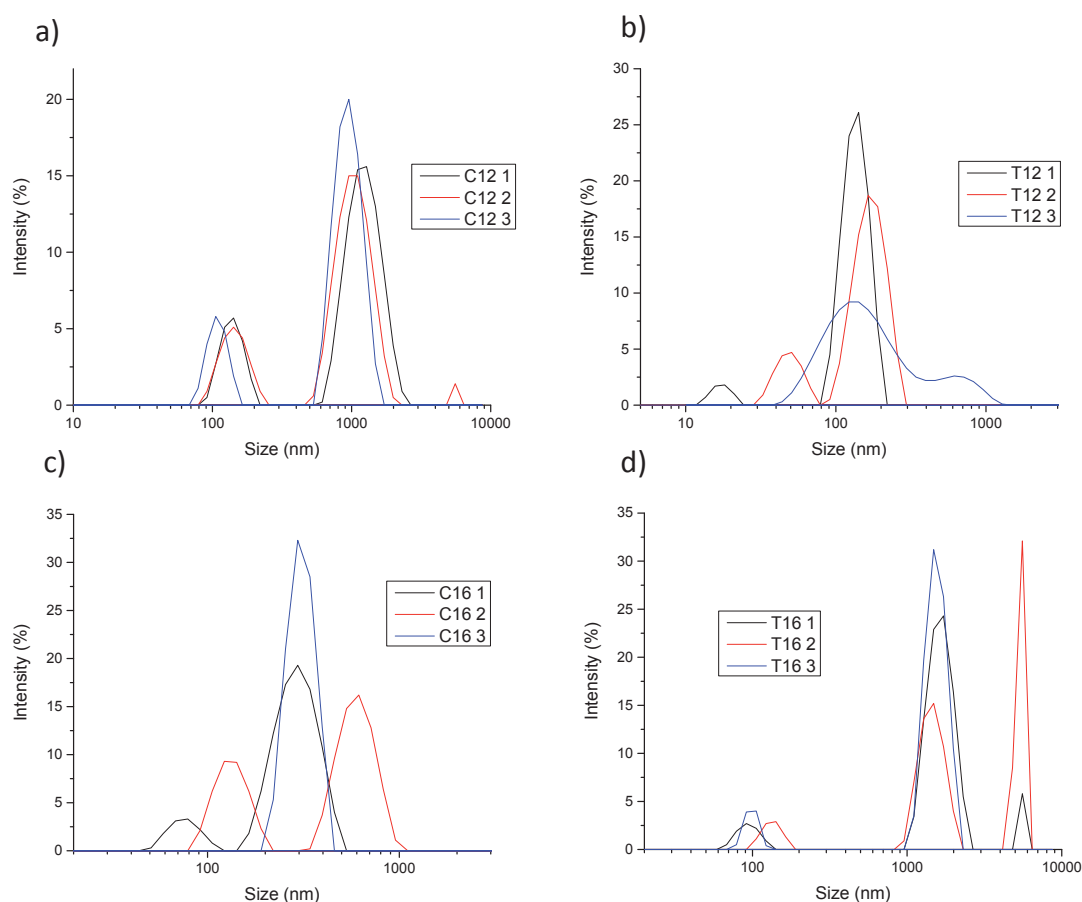 a)
20
15
10
5
0
Intensity (%)
10
100
1000
10000
Size (nm)
C12 1
C12 2
C12 3
b)
30
25
20
15
10
5
0
Intensity (%)
10
100
1000
Size (nm)
T12 1
T12 2
T12 3
c)
35
30
25
20
15
10
5
0
Intensity (%)
100
1000
Size (nm)
C16 1
C16 2
C16 3
d)
35
30
25
20
15
10
5
0
Intensity (%)
100
1000
10000
Size (nm)
T16 1
T16 2
T16 3